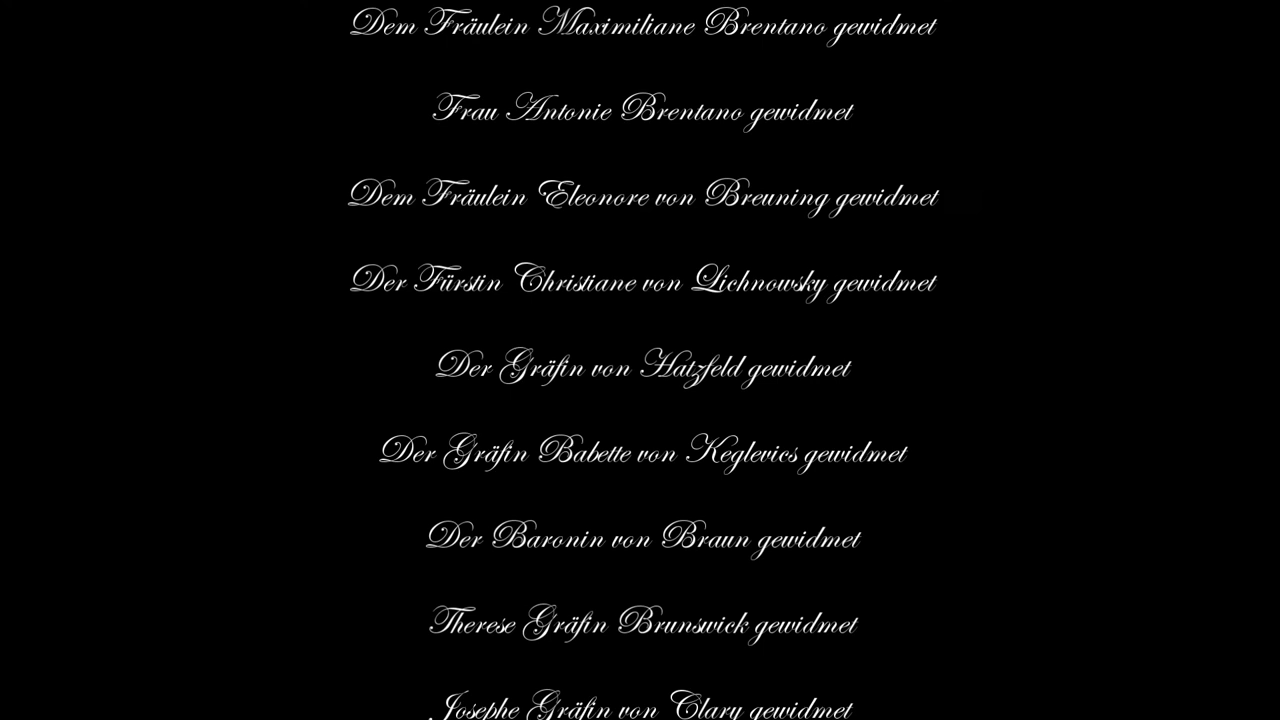 Dem Fräulein Maximiliane Brentano gewidmet
Frau Antonie Brentano gewidmet
Dem Fräulein Eleonore von Breuning gewidmet
Der Fürstin Christiane von Lichnowsky gewidmet
Der Gräfin von Hatzfeld gewidmet
Der Gräfin Babette von Keglevics gewidmet
Der Baronin von Braun gewidmet
Therese Gräfin Brunswick gewidmet
Josephe Gräfin von Clary gewidmet